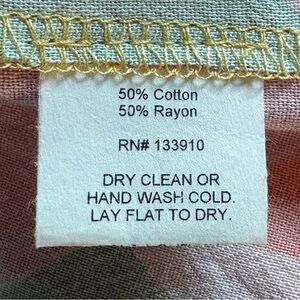 50% Cotton
50% Rayon
RN# 133910
DRY CLEAN OR
HAND WASH COLD.
LAY FLAT TO DRY.